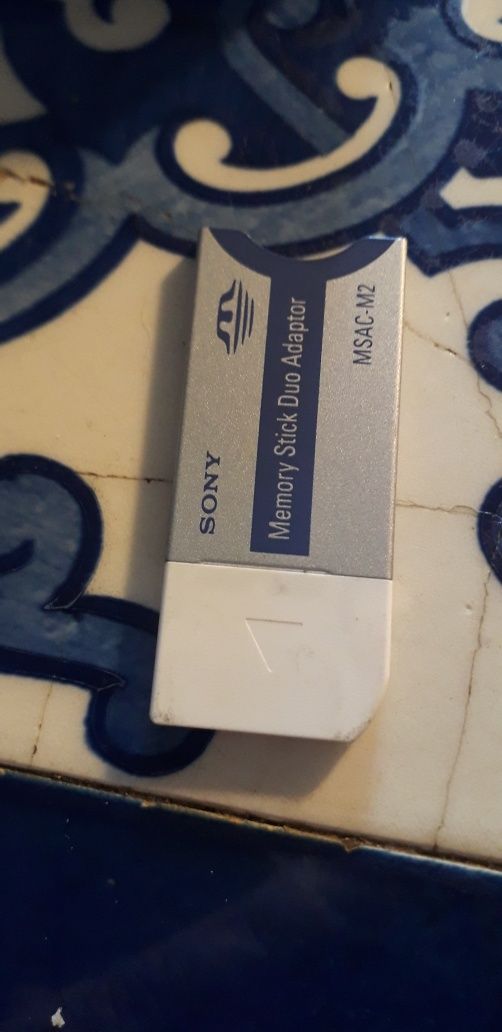 SONY
Memory Stick Duo Adaptor
MSAC-M2